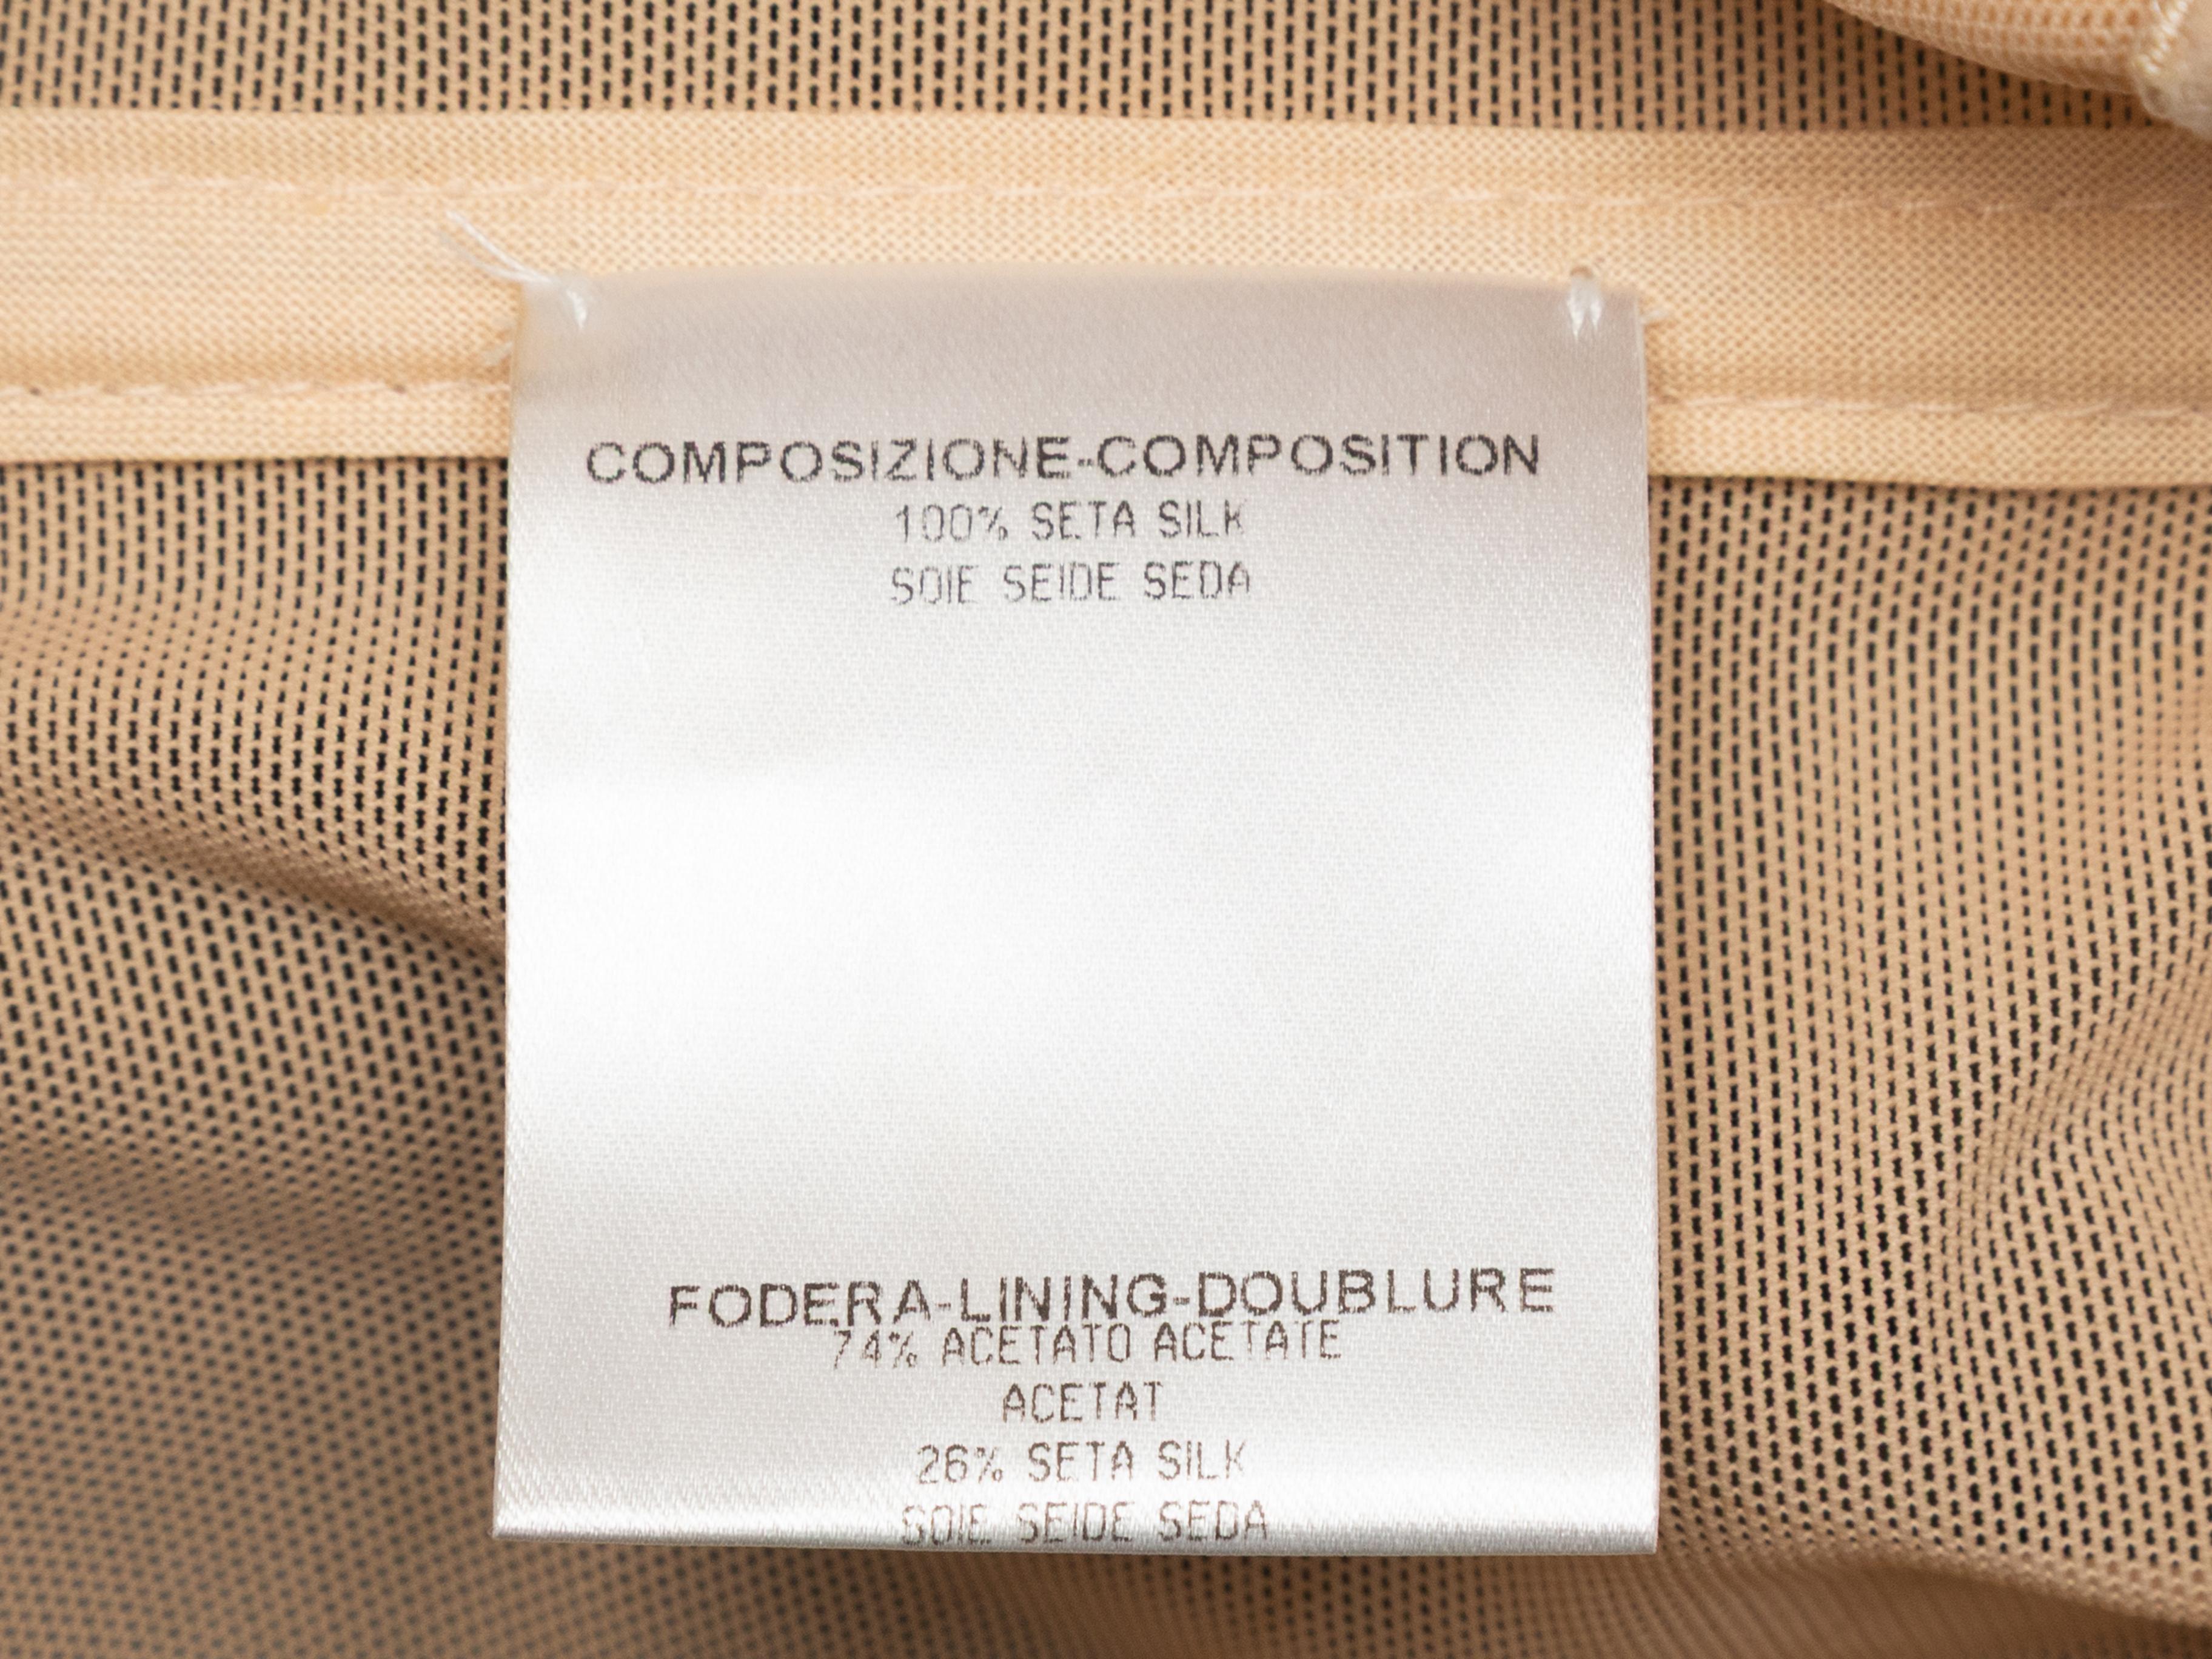 COMPOSIZIONE-COMPOSITION
100% SETA SILK
SOIE SEIDE SEDA
FODERA-LINING-DOUBLURE
74% ACETATO ACETATE
ACETAT
26% SETA SILK
SOIE SEIDE SEDA